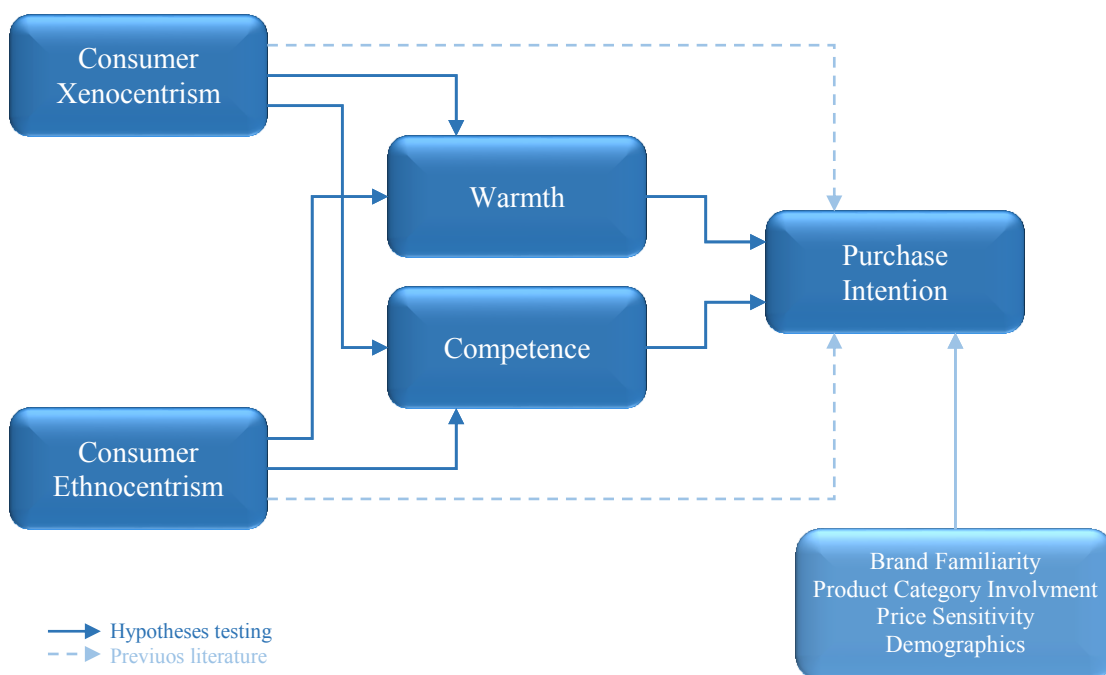 Consumer
Xenocentrism
Warmth
Purchase
Intention
Competence
Consumer
Ethnocentrism
Brand Familiarity
Product Category Involvment
Price Sensitivity
Demographics
Hypotheses testing
Previuos literature